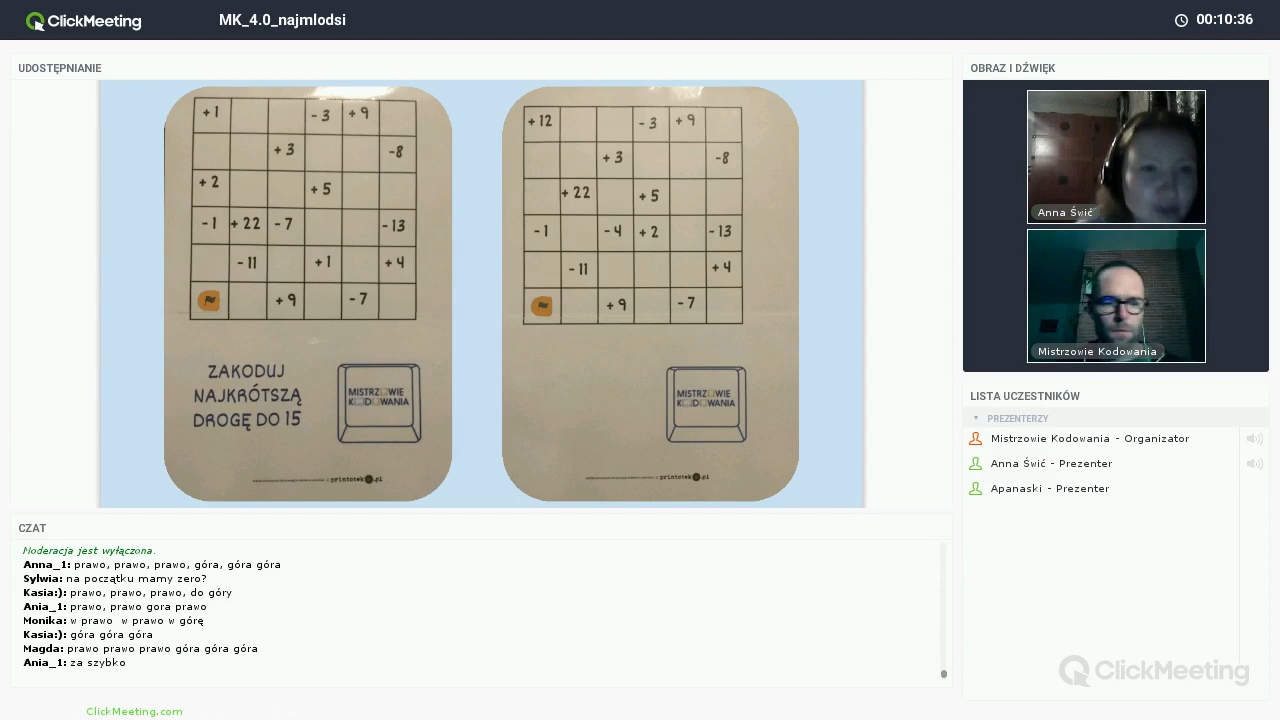 ClickMeeting
MK_4.0_najmlodsi
00:10:36
UDOSTĘPNIANIE
+1 -3 +9
+3 -8
+2 +5
-1 +22 -7 -13
-11 +1 +4
+9 -7
ZAKODUJ
NAJKRÓTSZĄ
DROGĘ DO 15
MISTRZOWIE
KODOWANIA
printotek.pl
+12 -3 +9
+3 -8
+22 +5
-1 -4 +2 -13
-11 +4
+9 -7
MISTRZOWIE
KODOWANIA
printotek.pl
OBRAZ I DŹWIĘK
Anna Świć
Mistrzowie Kodowania
LISTA UCZESTNIKÓW
PREZENTERZY
Mistrzowie Kodowania - Organizator
Anna Świć - Prezenter
Apanaski - Prezenter
CZAT
Moderacja jest wyłączona.
Anna_1: prawo, prawo, prawo, góra, góra góra
Sylwia: na początku mamy zero?
Kasia:): prawo, prawo, prawo, do góry
Ania_1: prawo, prawo gora prawo
Monika: w prawo w prawo w górę
Kasia:): góra góra góra
Magda: prawo prawo prawo góra góra góra
Ania_1: za szybko
ClickMeeting
ClickMeeting.com